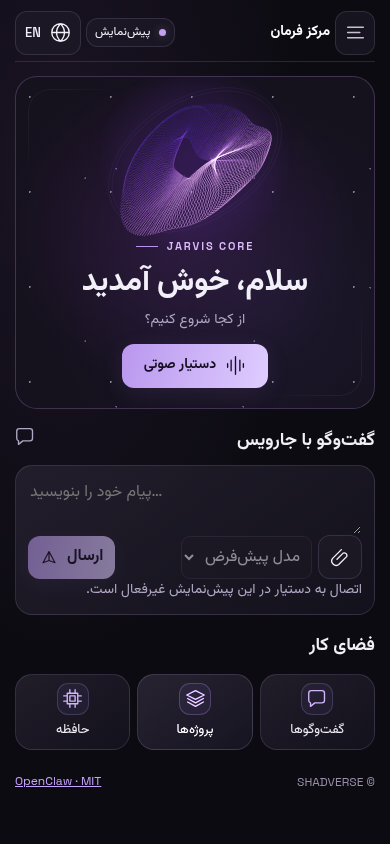 مرکز فرمان
پیش‌نمایش
EN
JARVIS CORE
سلام، خوش آمدید
از کجا شروع کنیم؟
دستیار صوتی
گفت‌وگو با جارویس
پیام خود را بنویسید...
مدل پیش‌فرض
ارسال
اتصال به دستیار در این پیش‌نمایش غیرفعال است.
فضای کار
گفت‌وگوها
پروژه‌ها
حافظه
SHADVERSE ©
OpenClaw · MIT